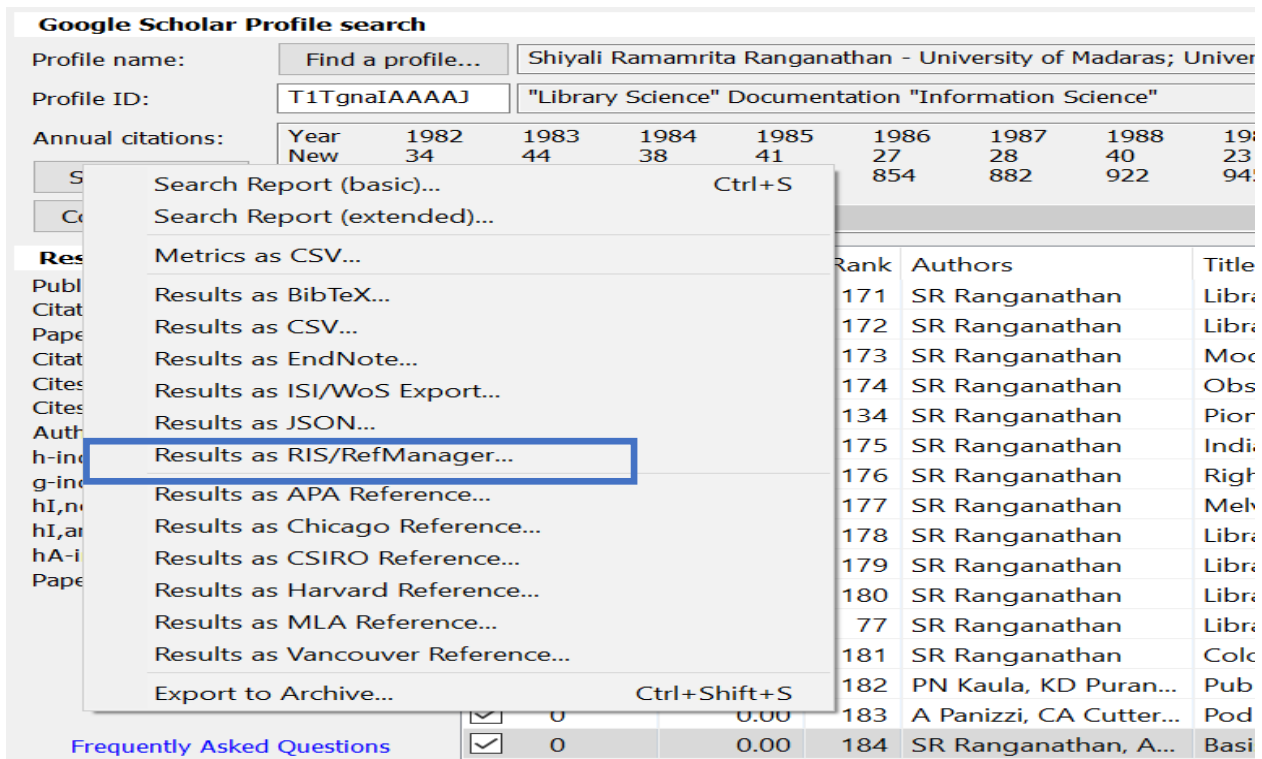 Google Scholar Profile search
Profile name: Find a profile... Shiyali Ramamrita Ranganathan - University of Madaras;
Profile ID: T1TgnaIAAAAJ "Library Science" Documentation "Information Science"
Annual citations: Year 1982 1983 1984 1985 1986 1987 1988
New 34 44 38 41 27 28 40 23
854 882 922
Search Report (basic)... Ctrl+S
Search Report (extended)...
Metrics as CSV...
Results as BibTeX...
Results as CSV...
Results as EndNote...
Results as ISI/WoS Export...
Results as JSON...
Results as RIS/RefManager...
Results as APA Reference...
Results as Chicago Reference...
Results as CSIRO Reference...
Results as Harvard Reference...
Results as MLA Reference...
Results as Vancouver Reference...
Export to Archive... Ctrl+Shift+S
Rank Authors Title
171 SR Ranganathan
172 SR Ranganathan
173 SR Ranganathan
174 SR Ranganathan
134 SR Ranganathan
175 SR Ranganathan
176 SR Ranganathan
177 SR Ranganathan
178 SR Ranganathan
179 SR Ranganathan
180 SR Ranganathan
77 SR Ranganathan
181 SR Ranganathan
182 PN Kaula, KD Puran...
0 0.00 183 A Panizzi, CA Cutter...
0 0.00 184 SR Ranganathan, A...
Frequently Asked Questions